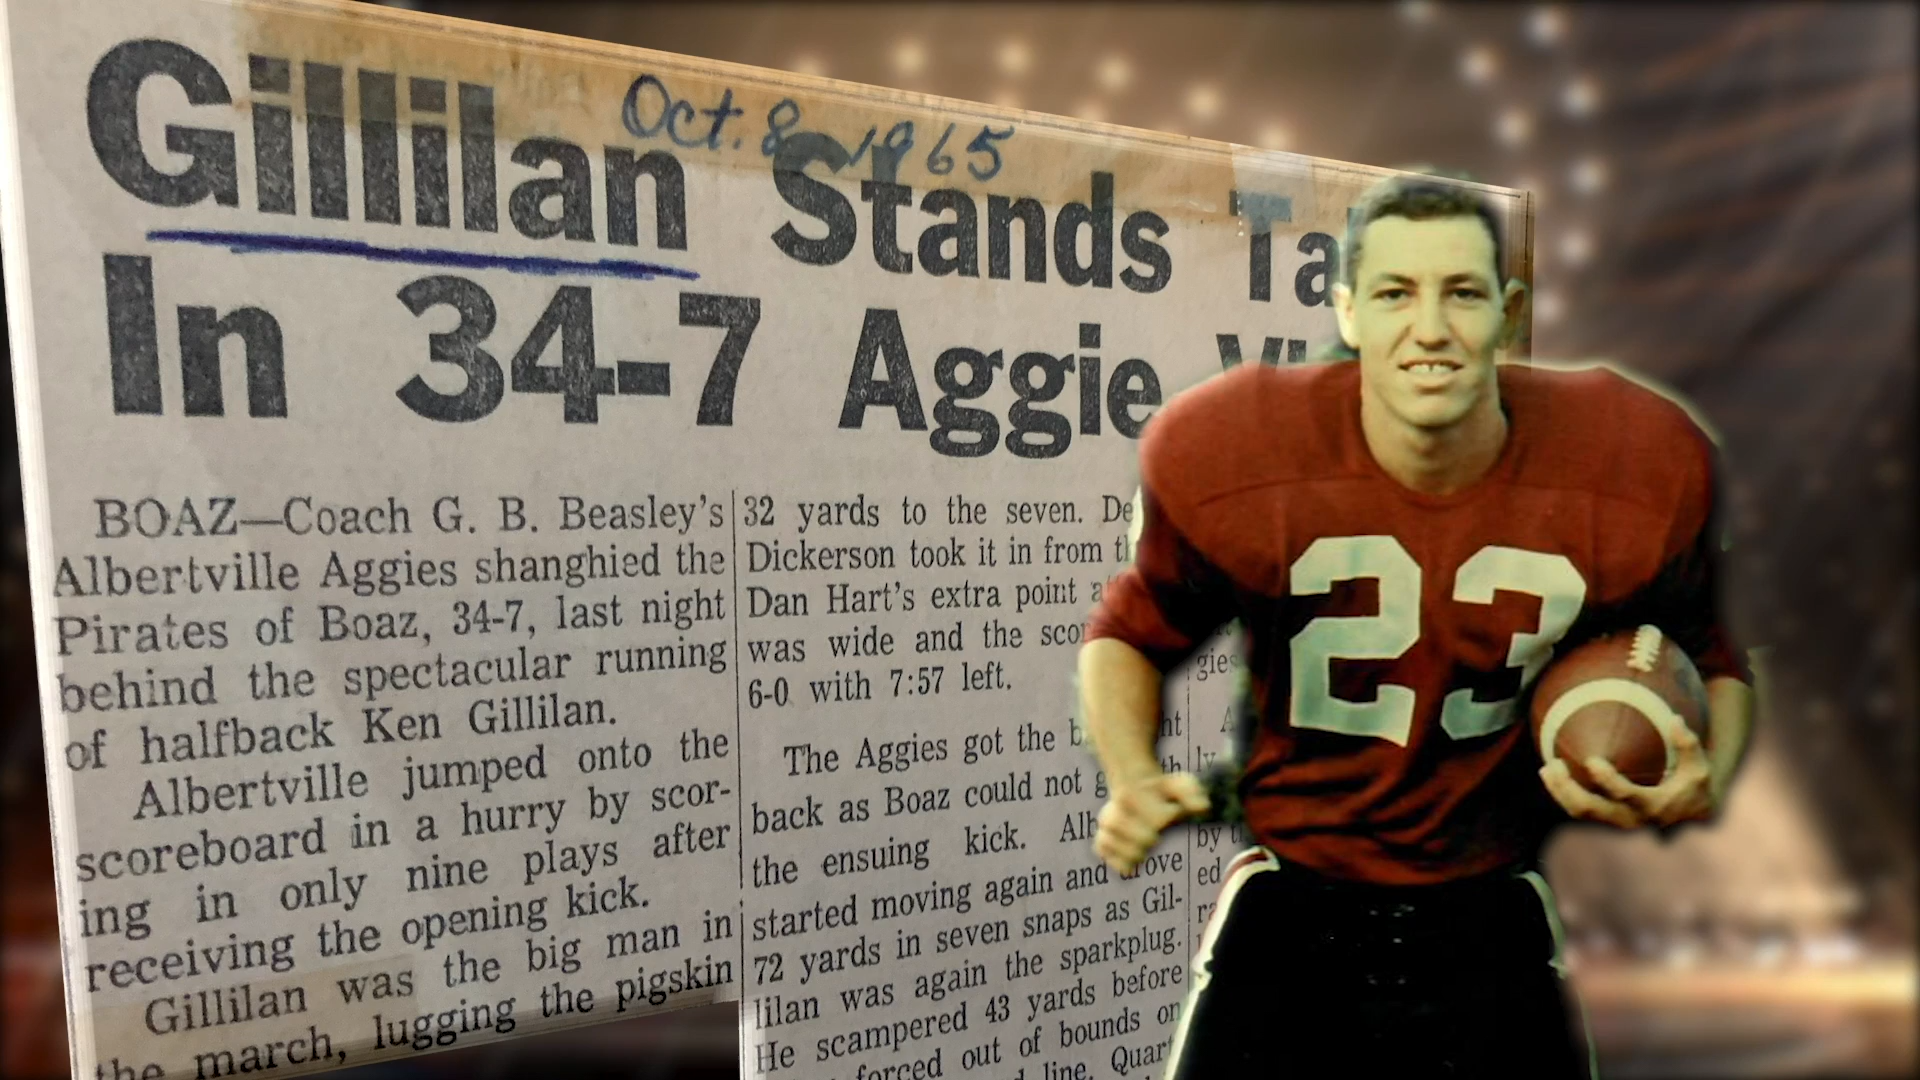 Oct. 8, 1965
Gillilan Stands
In 34-7 Aggie
BOAZ—Coach G. B. Beasley's
Albertville Aggies shanghied the
Pirates of Boaz, 34-7, last night
behind the spectacular running
of halfback Ken Gillilan.
Albertville jumped onto the
scoreboard in a hurry by scor-
ing in only nine plays after
receiving the opening kick.
Gillilan was the big man in
the march, lugging the pigskin
32 yards to the seven.
Dickerson took it in from
Dan Hart's extra point
was wide and the
6-0 with 7:57 left.
The Aggies got the
back as Boaz could not
the ensuing kick.
started moving again and
72 yards in seven snaps as Gil-
lilan was again the sparkplug.
He scampered 43 yards before
forced out of bounds on
line.
gies
ly
by
ed
23